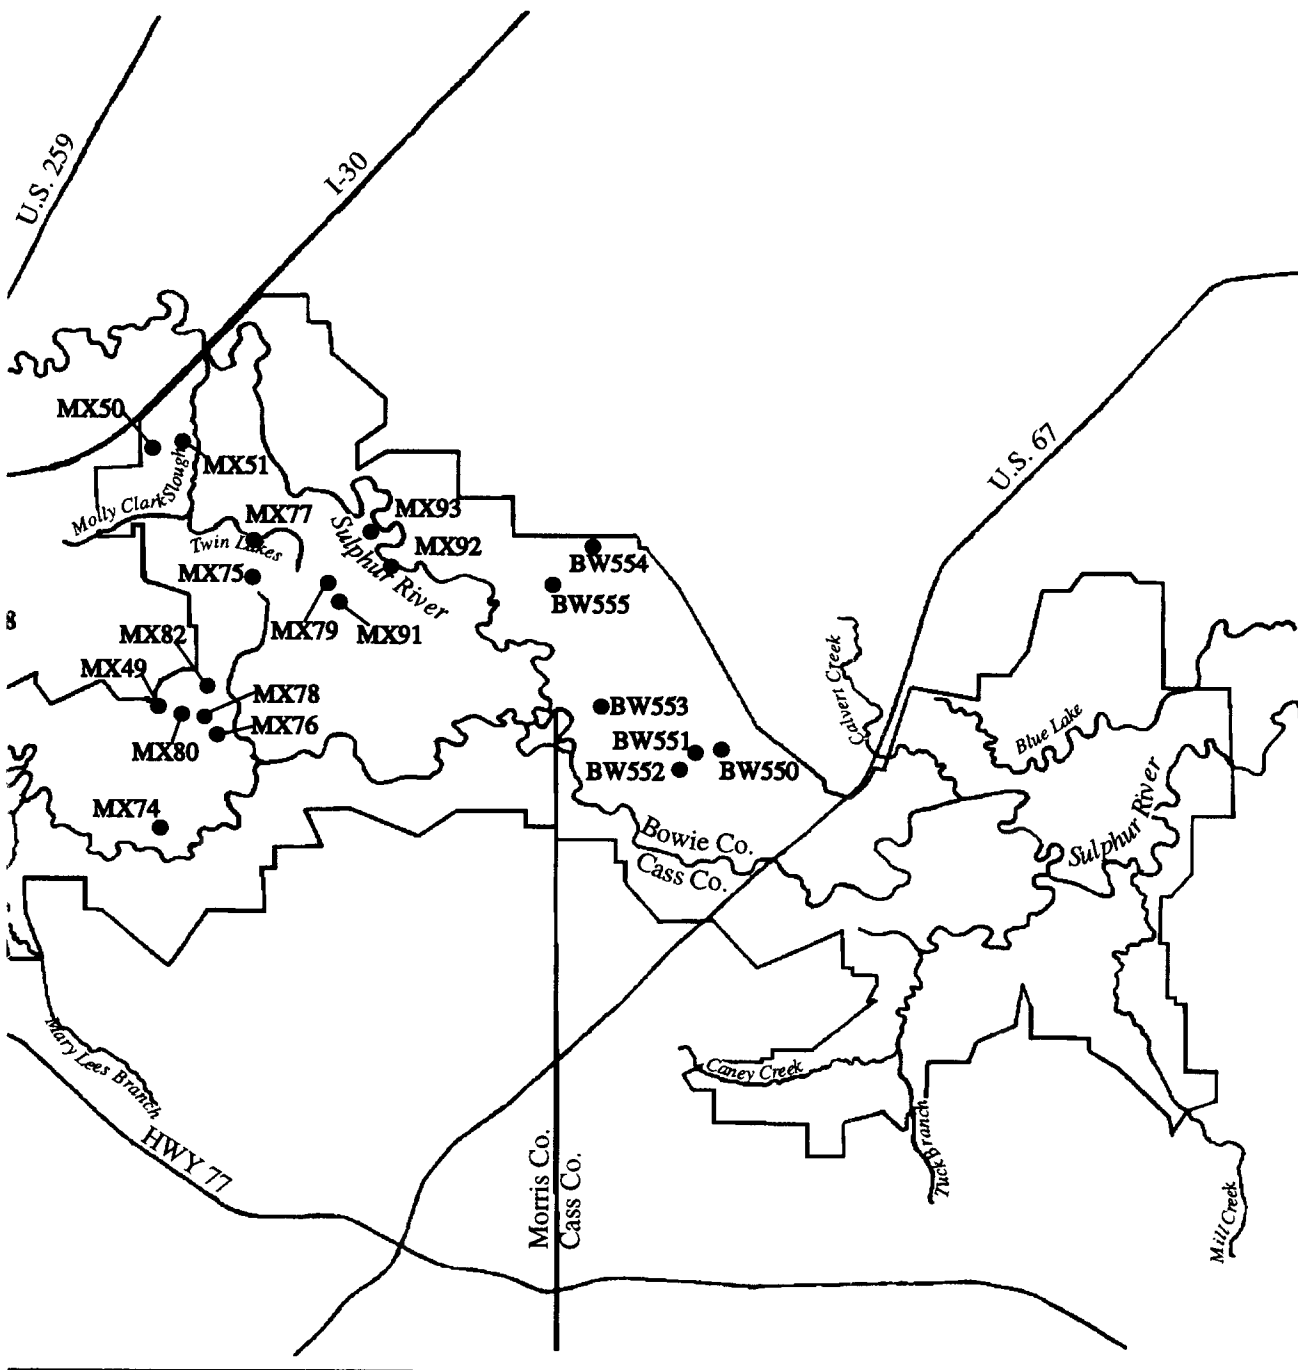 U.S. 259
I-30
U.S. 67
MX50
MX51
Molly Clark Slough
MX77
Twin Lakes
MX75
MX93
MX92
Sulphur River
BW554
BW555
MX79
MX91
8
MX82
MX49
MX78
MX76
MX80
MX74
BW553
BW551
BW552
BW550
Calvert Creek
Blue Lake
Sulphur River
Bowie Co.
Cass Co.
Mary Lees Branch
HWY 77
Caney Creek
Tuck Branch
Mill Creek
Morris Co.
Cass Co.